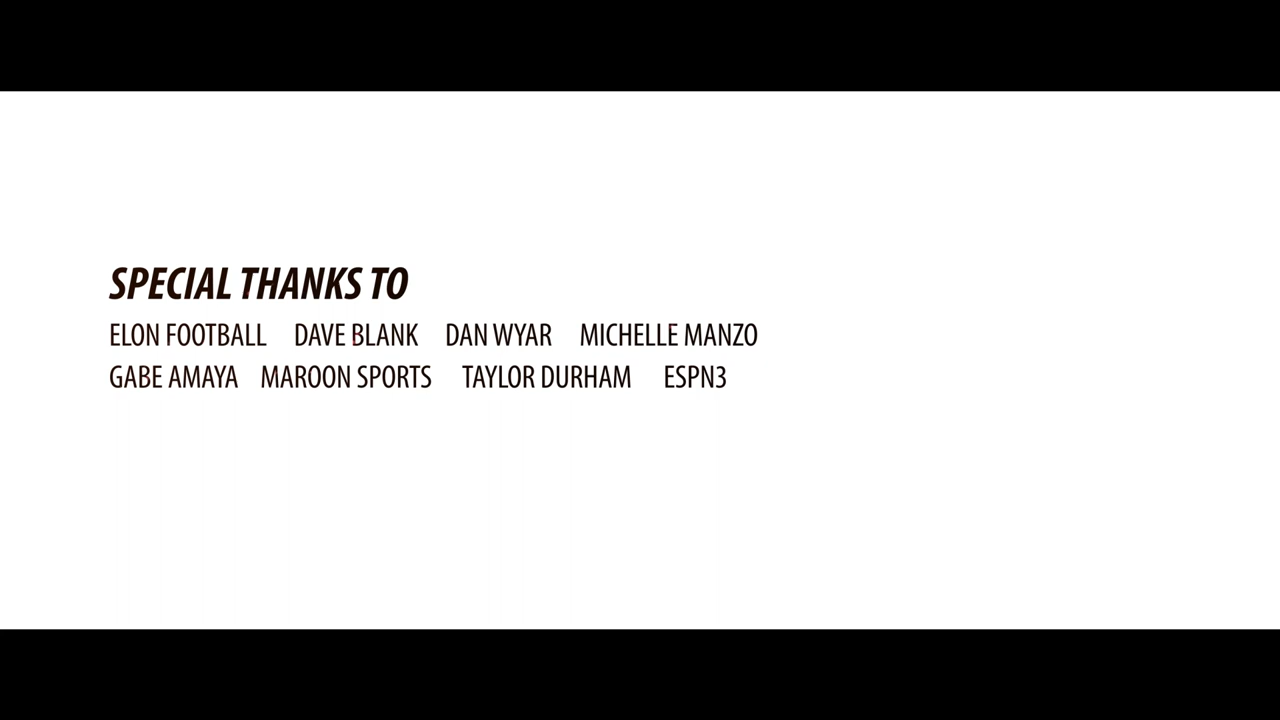 SPECIAL THANKS TO
ELON FOOTBALL DAVE BLANK DAN WYAR MICHELLE MANZO
GABE AMAYA MAROON SPORTS TAYLOR DURHAM ESPN3